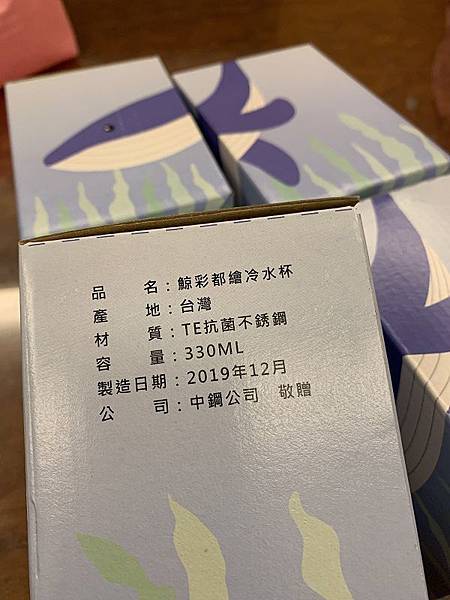 品　　名：鯨彩都繪冷水杯
產　　地：台灣
材　　質：TE抗菌不銹鋼
容　　量：330ML
製造日期：2019年12月
公　　司：中鋼公司　敬贈